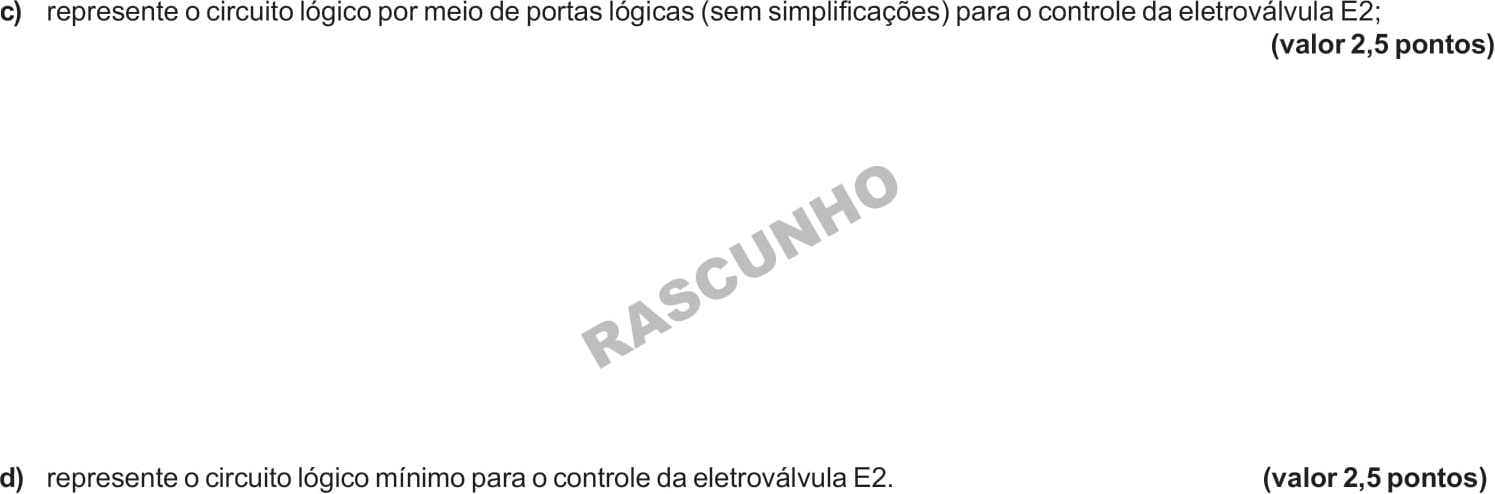 c) represente o circuito lógico por meio de portas lógicas (sem simplificações) para o controle da eletroválvula E2;
(valor 2,5 pontos)
RASCUNHO
d) represente o circuito lógico mínimo para o controle da eletroválvula E2. (valor 2,5 pontos)